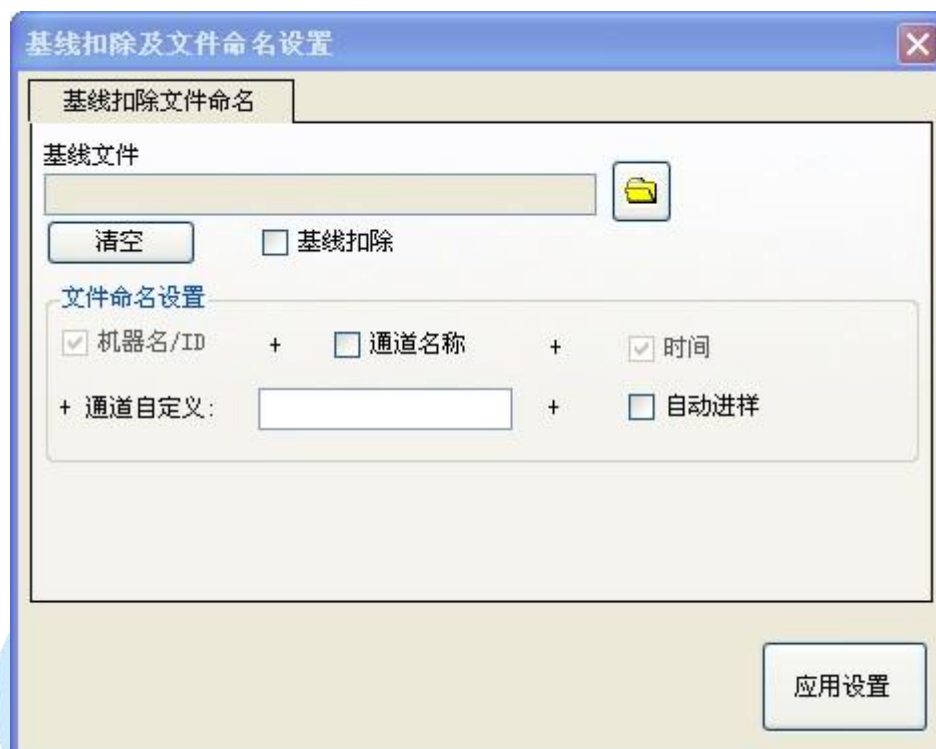 基线扣除及文件命名设置
基线扣除文件命名
基线文件
清空 基线扣除
文件命名设置
机器名/ID + 通道名称 + 时间
+ 通道自定义: + 自动进样
应用设置